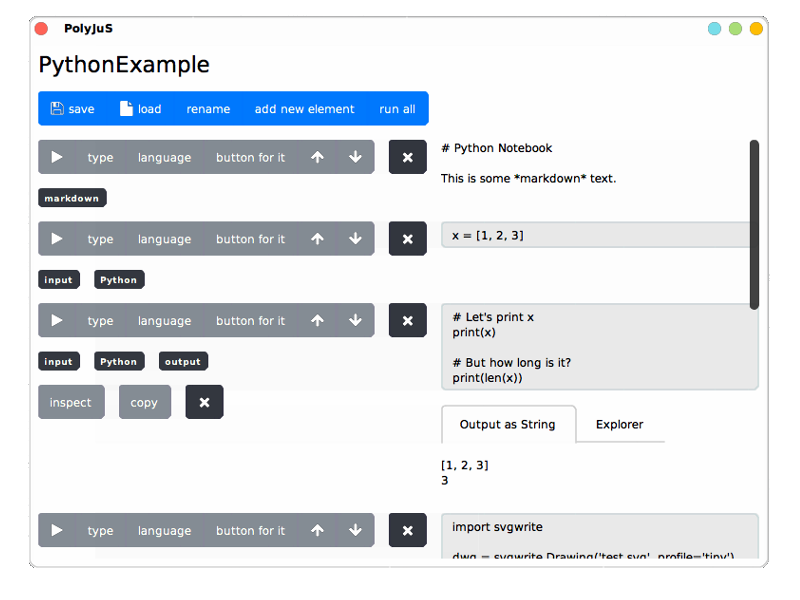 PolyJuS
PythonExample
save load rename add new element run all
type language button for it
# Python Notebook
This is some *markdown* text.
markdown
type language button for it
x = [1, 2, 3]
input Python
type language button for it
# Let's print x
print(x)
# But how long is it?
print(len(x))
input Python output
inspect copy
Output as String Explorer
[1, 2, 3]
3
type language button for it
import svgwrite
dwg = svgwrite.Drawing('test.svg', profile='tiny')